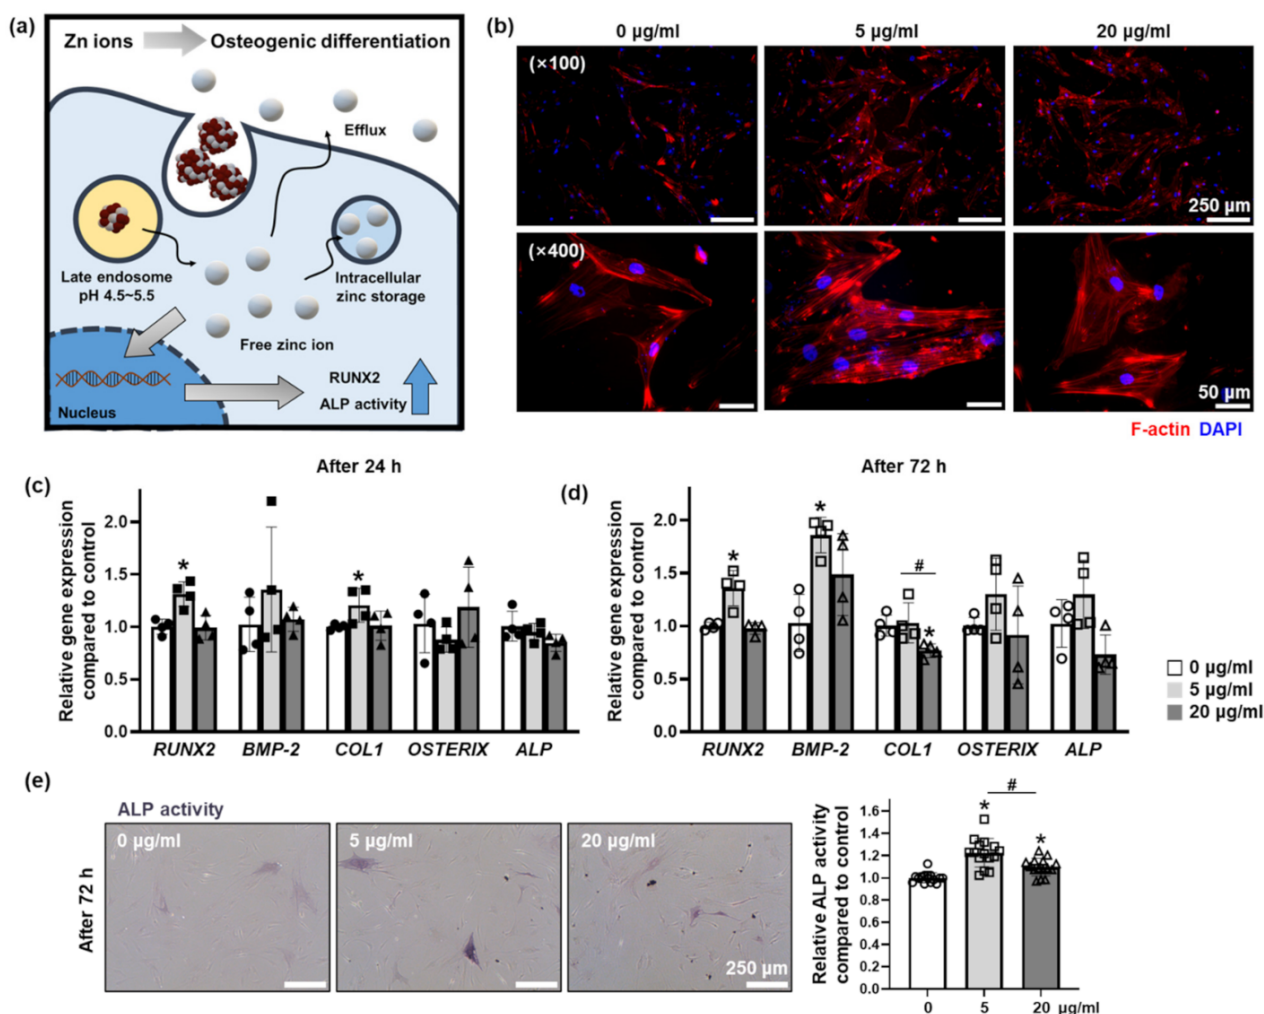 (a)
Zn ions
Osteogenic differentiation
Efflux
Late endosome
pH 4.5~5.5
Intracellular
zinc storage
Free zinc ion
RUNX2
ALP activity
Nucleus
(b)
0 µg/ml
5 µg/ml
20 µg/ml
(×100)
250 µm
(×400)
50 µm
F-actin DAPI
(c)
After 24 h
Relative gene expression
compared to control
2.0
1.5
1.0
0.5
0.0
*
*
RUNX2
BMP-2
COL1
OSTERIX
ALP
(d)
After 72 h
Relative gene expression
compared to control
2.0
1.5
1.0
0.5
0.0
*
*
#
*
RUNX2
BMP-2
COL1
OSTERIX
ALP
0 µg/ml
5 µg/ml
20 µg/ml
(e)
ALP activity
After 72 h
0 µg/ml
5 µg/ml
20 µg/ml
250 µm
Relative ALP activity
compared to control
1.6
1.4
1.2
1.0
0.8
0.6
0.4
0.2
0.0
#
*
*
0
5
20
µg/ml